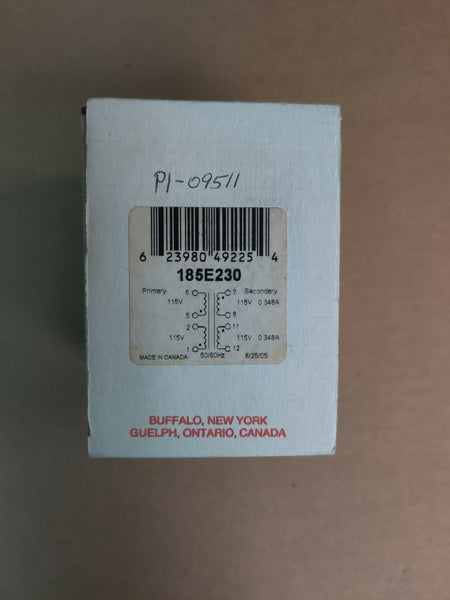 P1-09511
6 23980 49225 4
185E230
Primary 6 7 Secondary
115V 115V 0.348A
5 8
2 11
115V 115V 0.348A
1 12
MADE IN CANADA 50/60Hz 8/25/05
BUFFALO, NEW YORK
GUELPH, ONTARIO, CANADA